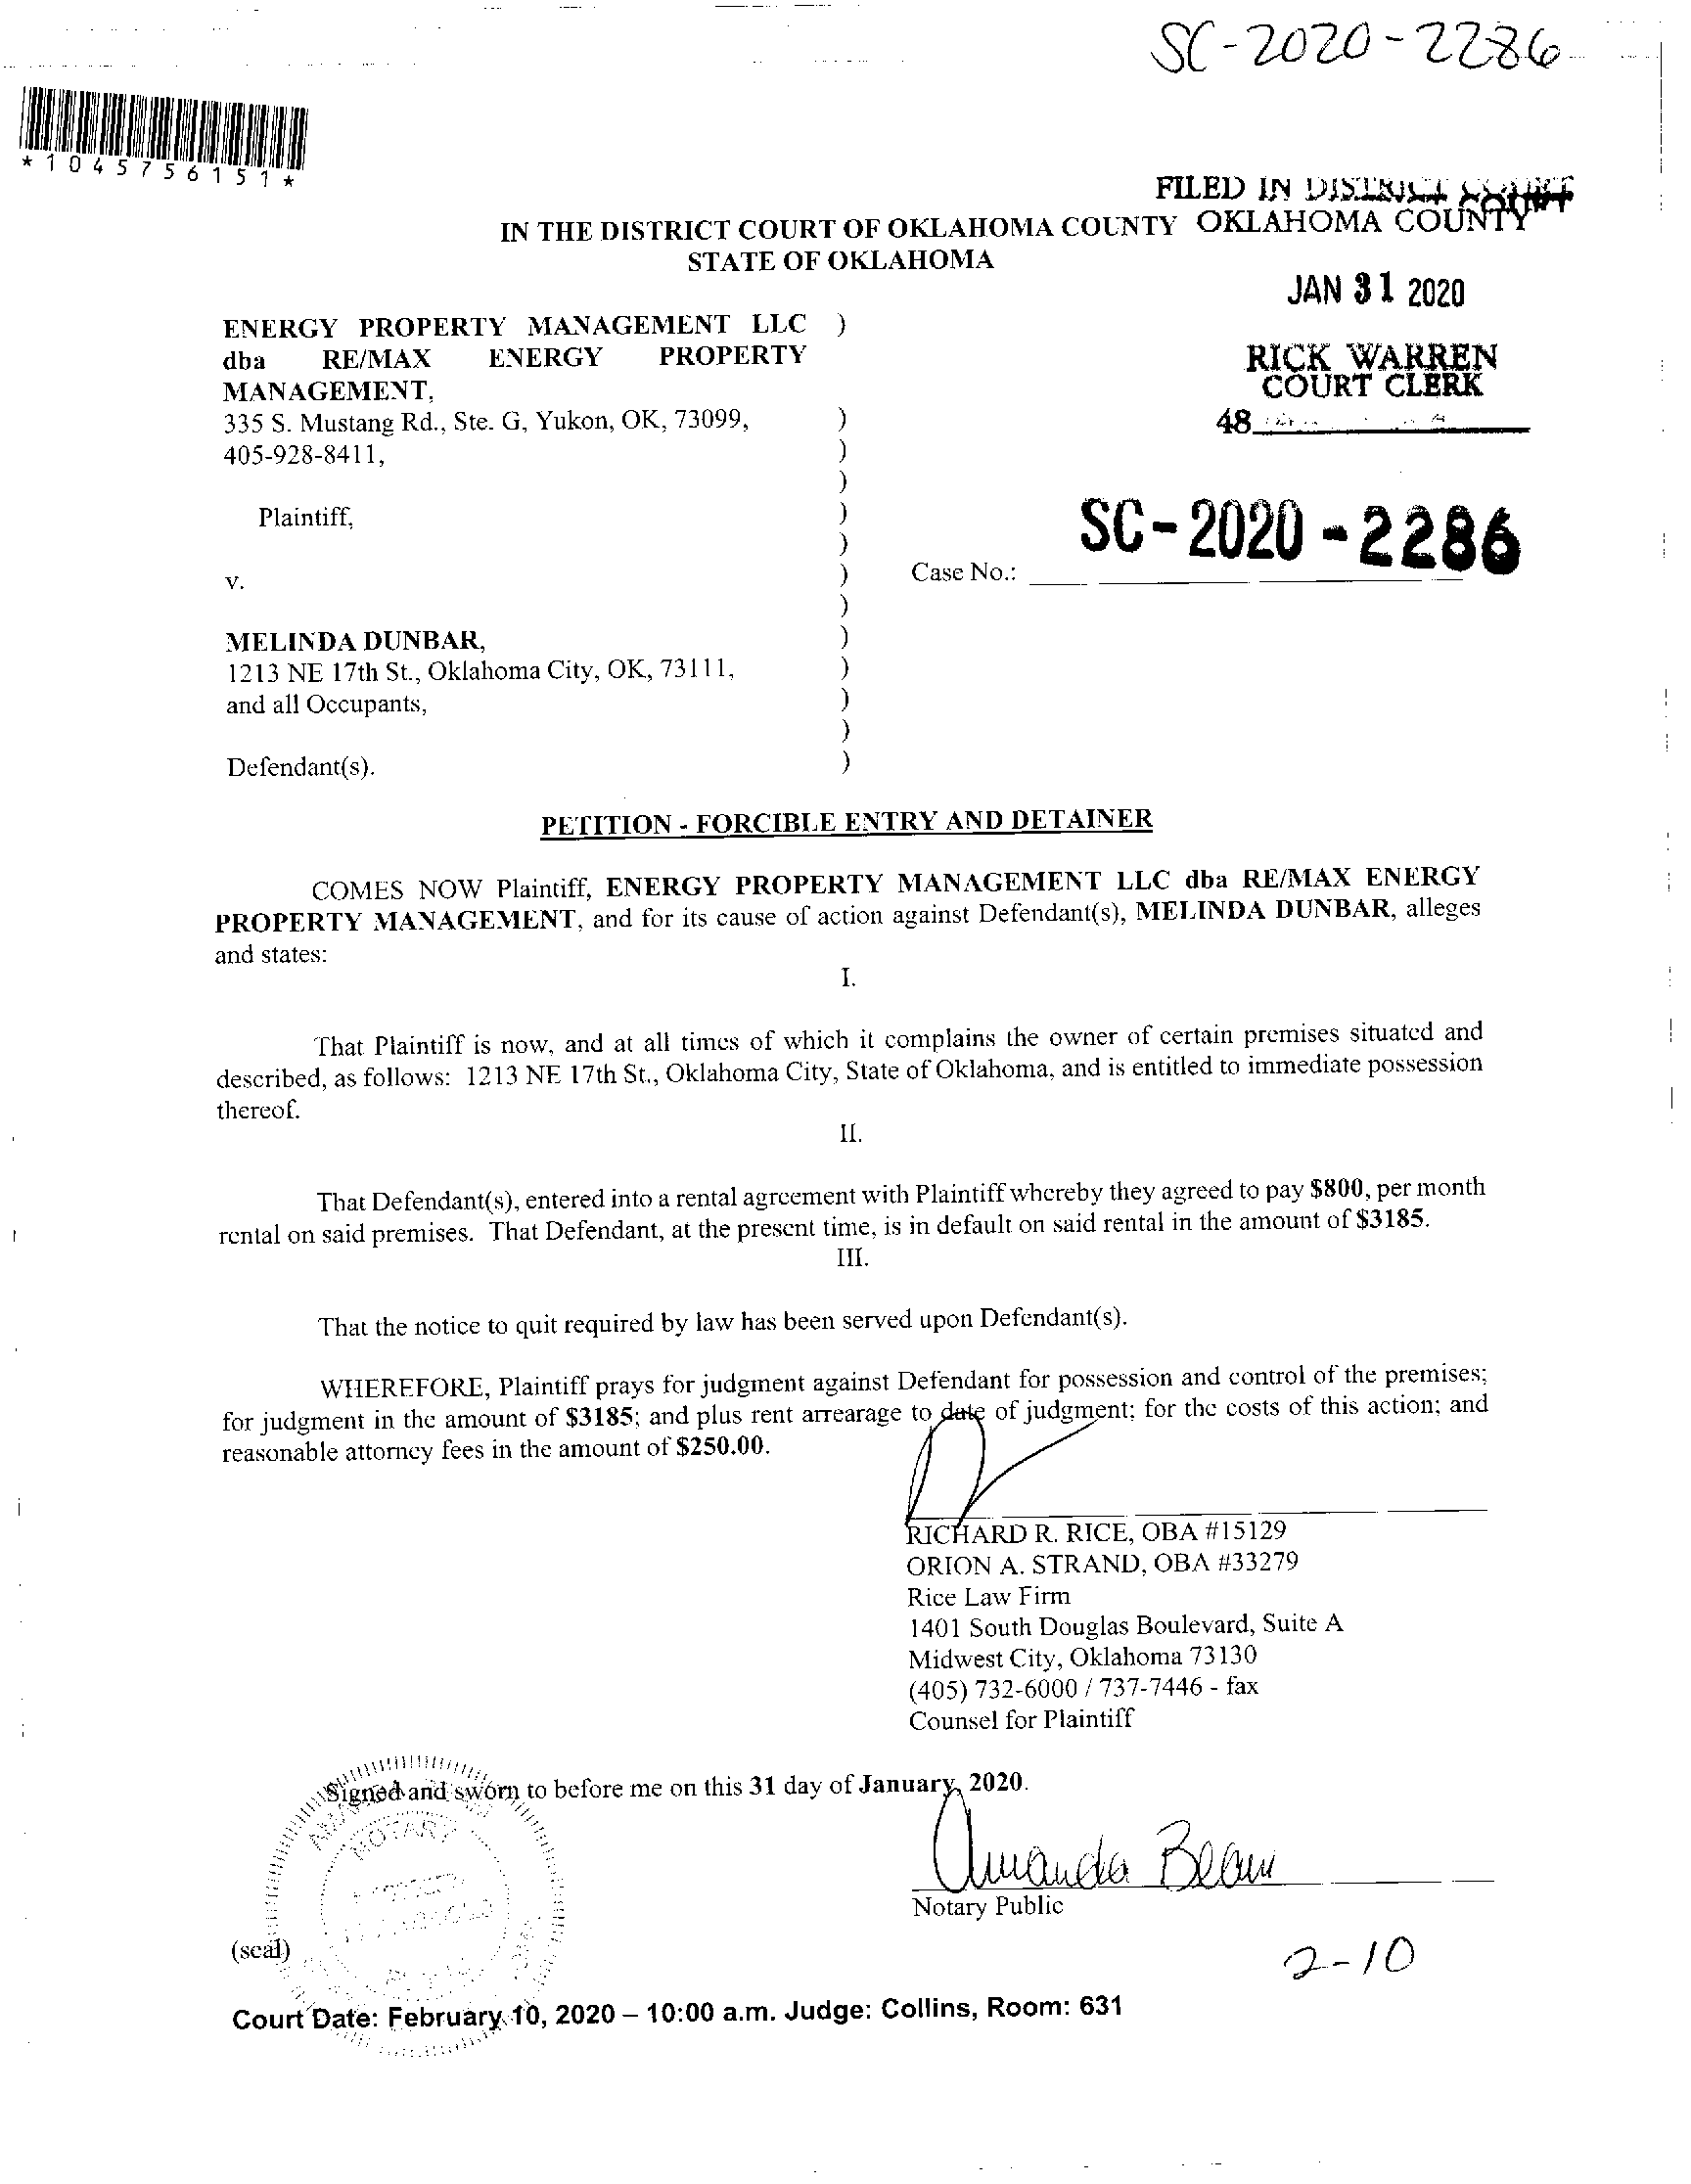 SC-2020-2286
*1045756151*
FILED IN DISTRICT COURT
IN THE DISTRICT COURT OF OKLAHOMA COUNTY OKLAHOMA COUNTY
STATE OF OKLAHOMA
JAN 31 2020
ENERGY PROPERTY MANAGEMENT LLC )
dba RE/MAX ENERGY PROPERTY
RICK WARREN
MANAGEMENT,
COURT CLERK
335 S. Mustang Rd., Ste. G, Yukon, OK, 73099, )
48
405-928-8411, )
)
Plaintiff, )
SC-2020-2286
)
v. ) Case No.:
)
MELINDA DUNBAR, )
1213 NE 17th St., Oklahoma City, OK, 73111, )
and all Occupants, )
)
Defendant(s). )
PETITION - FORCIBLE ENTRY AND DETAINER
COMES NOW Plaintiff, ENERGY PROPERTY MANAGEMENT LLC dba RE/MAX ENERGY
PROPERTY MANAGEMENT, and for its cause of action against Defendant(s), MELINDA DUNBAR, alleges
and states:
I.
That Plaintiff is now, and at all times of which it complains the owner of certain premises situated and
described, as follows: 1213 NE 17th St., Oklahoma City, State of Oklahoma, and is entitled to immediate possession
thereof.
II.
That Defendant(s), entered into a rental agreement with Plaintiff whereby they agreed to pay $800, per month
rental on said premises. That Defendant, at the present time, is in default on said rental in the amount of $3185.
III.
That the notice to quit required by law has been served upon Defendant(s).
WHEREFORE, Plaintiff prays for judgment against Defendant for possession and control of the premises;
for judgment in the amount of $3185; and plus rent arrearage to date of judgment; for the costs of this action; and
reasonable attorney fees in the amount of $250.00.
RICHARD R. RICE, OBA #15129
ORION A. STRAND, OBA #33279
Rice Law Firm
1401 South Douglas Boulevard, Suite A
Midwest City, Oklahoma 73130
(405) 732-6000 / 737-7446 - fax
Counsel for Plaintiff
Signed and sworn to before me on this 31 day of January, 2020.
NOTARY
Amanda Beam
Notary Public
(seal)
2-10
Court Date: February 10, 2020 – 10:00 a.m. Judge: Collins, Room: 631